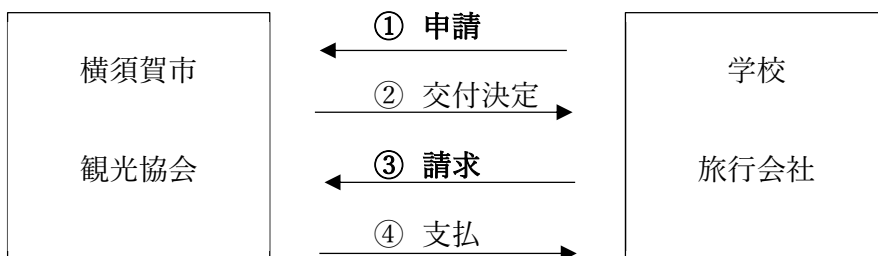 ① 申請
横須賀市
学校
② 交付決定
③ 請求
観光協会
旅行会社
④ 支払